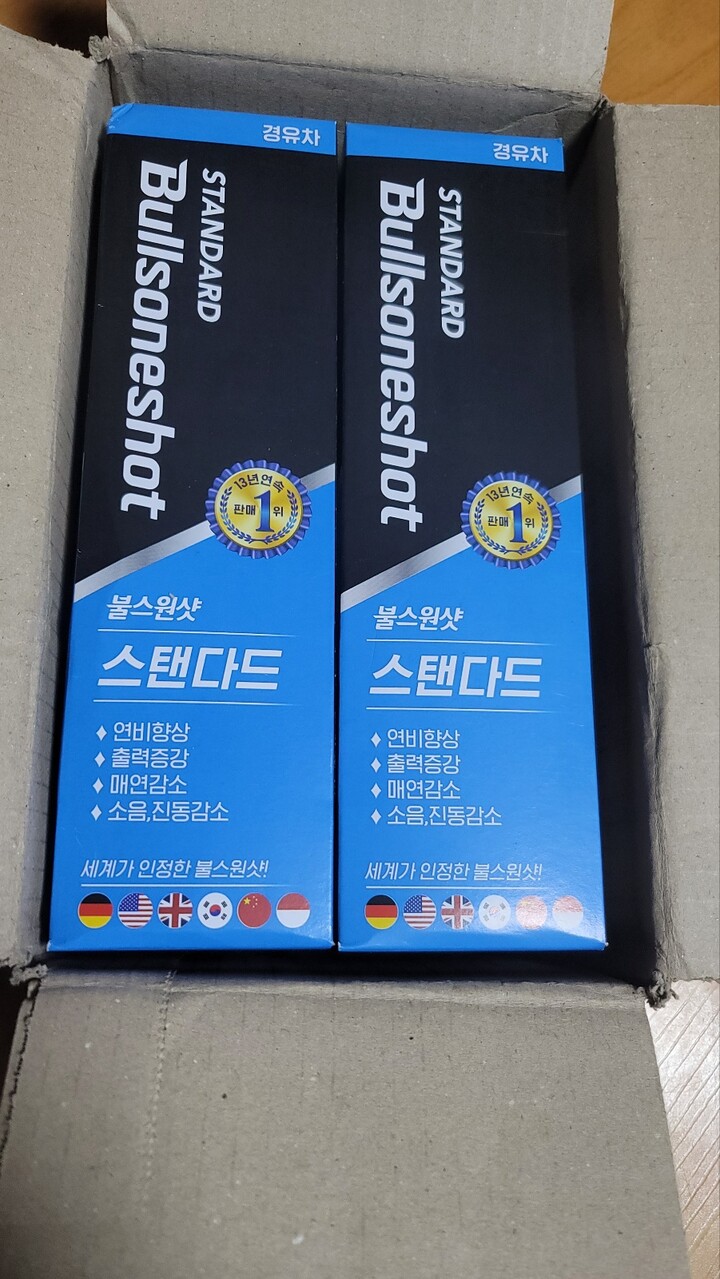 경유차
STANDARD
Bullsoneshot
13년연속
판매 1위
불스원샷
스탠다드
♦ 연비향상
♦ 출력증강
♦ 매연감소
♦ 소음,진동감소
세계가 인정한 불스원샷!
경유차
STANDARD
Bullsoneshot
13년연속
판매 1위
불스원샷
스탠다드
♦ 연비향상
♦ 출력증강
♦ 매연감소
♦ 소음,진동감소
세계가 인정한 불스원샷!